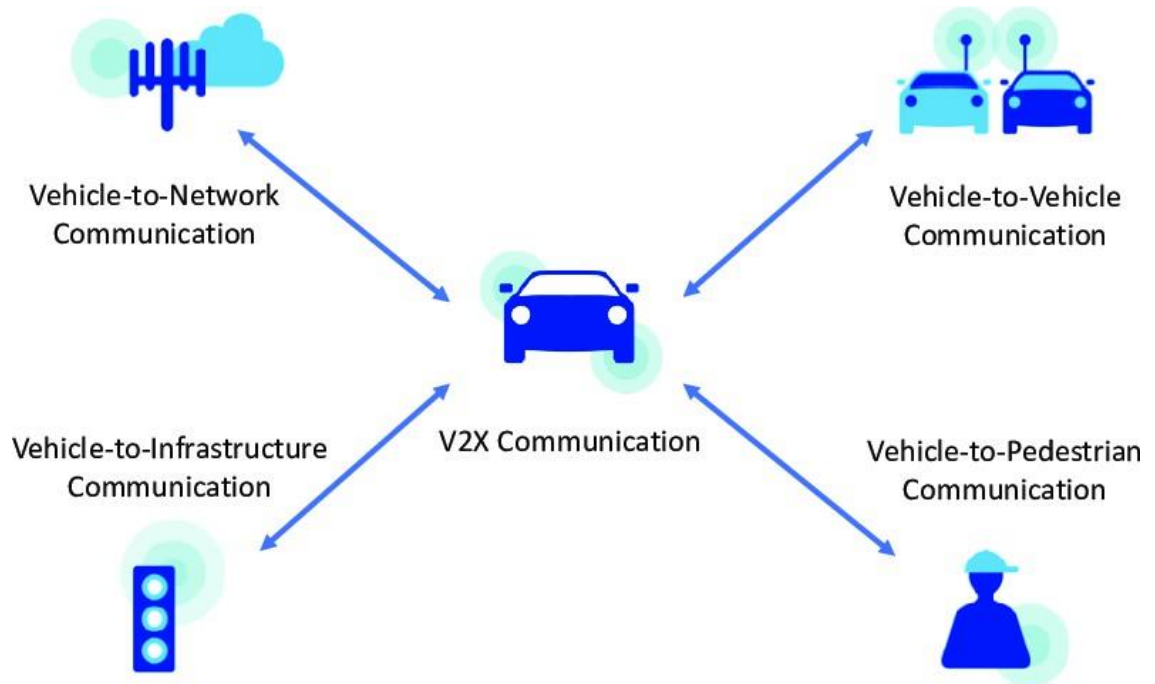 Vehicle-to-Network
Communication
Vehicle-to-Vehicle
Communication
V2X Communication
Vehicle-to-Infrastructure
Communication
Vehicle-to-Pedestrian
Communication